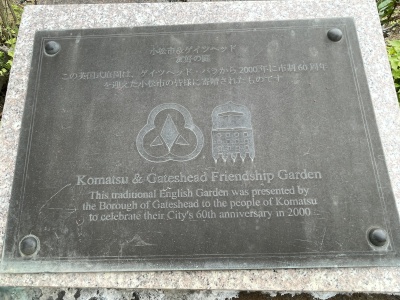 小松市&ゲイツヘッド
友好の庭
この英国式庭園は、ゲイツヘッド・バラから2000年に市制60周年
を迎えた小松市の皆様に寄贈されたものです
Komatsu & Gateshead Friendship Garden
This traditional English Garden was presented by
the Borough of Gateshead to the people of Komatsu
to celebrate their City's 60th anniversary in 2000